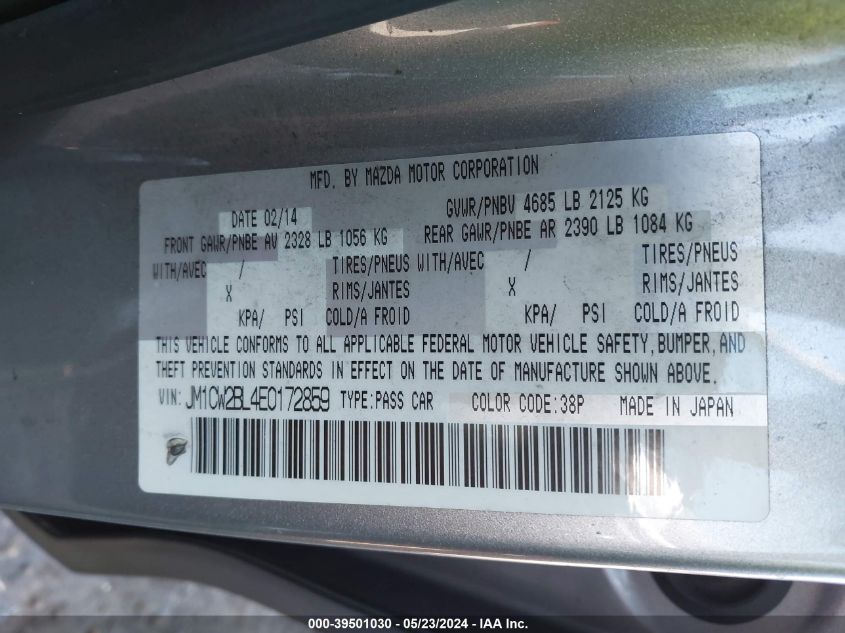 MFD. BY MAZDA MOTOR CORPORATION
DATE 02/14 GVWR/PNBV 4685 LB 2125 KG
FRONT GAWR/PNBE AV 2328 LB 1056 KG REAR GAWR/PNBE AR 2390 LB 1084 KG
WITH/AVEC / TIRES/PNEUS WITH/AVEC / TIRES/PNEUS
X RIMS/JANTES X RIMS/JANTES
KPA/ PSI COLD/A FROID KPA/ PSI COLD/A FROID
THIS VEHICLE CONFORMS TO ALL APPLICABLE FEDERAL MOTOR VEHICLE SAFETY, BUMPER, AND
THEFT PREVENTION STANDARDS IN EFFECT ON THE DATE OF MANUFACTURE SHOWN ABOVE.
VIN: JM1CW2BL4E0172859 TYPE:PASS CAR COLOR CODE:38P MADE IN JAPAN
000-39501030 - 05/23/2024 - IAA Inc.